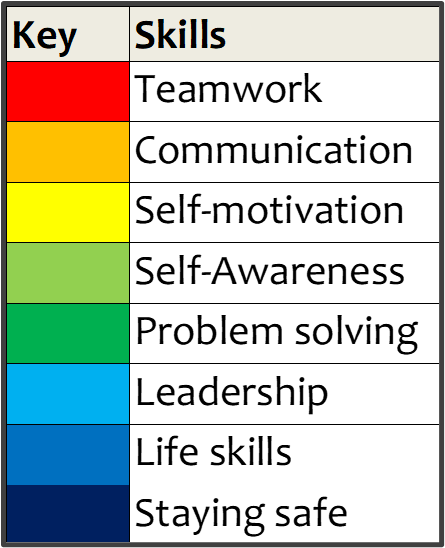 Key Skills
Teamwork
Communication
Self-motivation
Self-Awareness
Problem solving
Leadership
Life skills
Staying safe